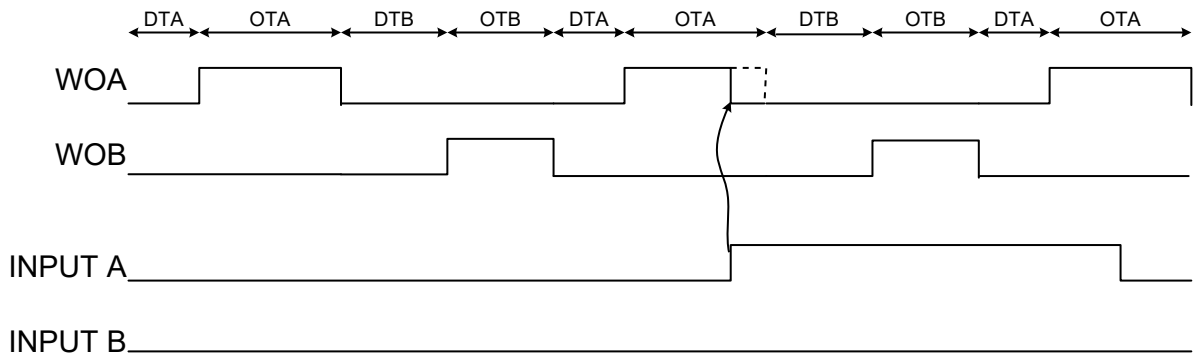 DTA OTA DTB OTB DTA OTA DTB OTB DTA OTA
WOA
WOB
INPUT A
INPUT B